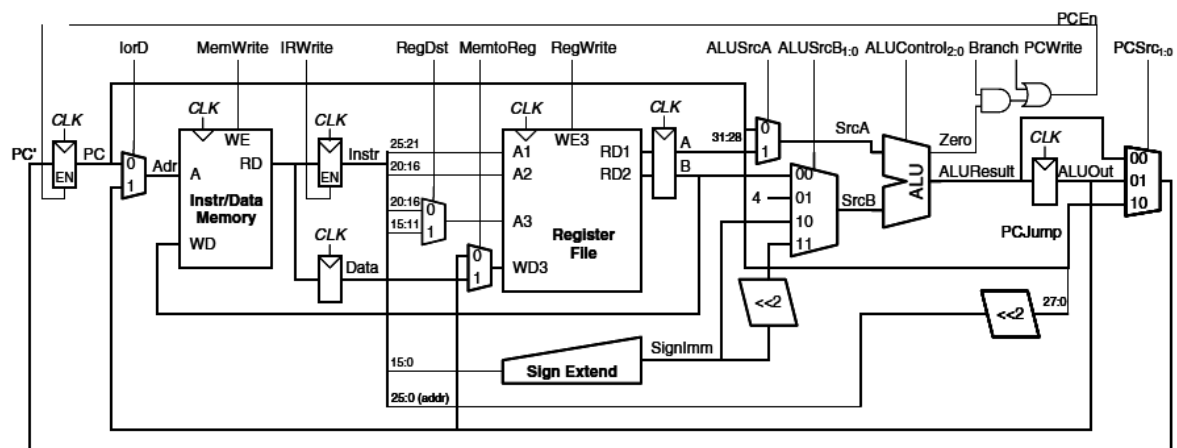 PCEn
IorD MemWrite IRWrite RegDst MemtoReg RegWrite ALUSrcA ALUSrcB1:0 ALUControl2:0 Branch PCWrite PCSrc1:0
CLK CLK CLK CLK CLK CLK
PC' PC EN
0 1 Adr
WE RD A
Instr/Data Memory
WD
EN Instr
CLK
Data
25:21
20:16
20:16
15:11
0 1
0 1
WE3
A1 RD1
A2 RD2
A3
Register File
WD3
A
B
31:28
0 1
4
00
01
10
11
SrcA
SrcB
ALU
Zero
ALUResult
ALUOut
00
01
10
PCJump
<<2
<<2
27:0
SignImm
15:0
Sign Extend
25:0 (addr)